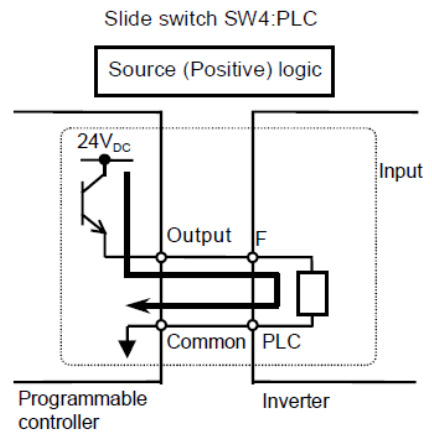 Slide switch SW4:PLC
Source (Positive) logic
24VDC
Input
Output F
Common PLC
Programmable
controller
Inverter